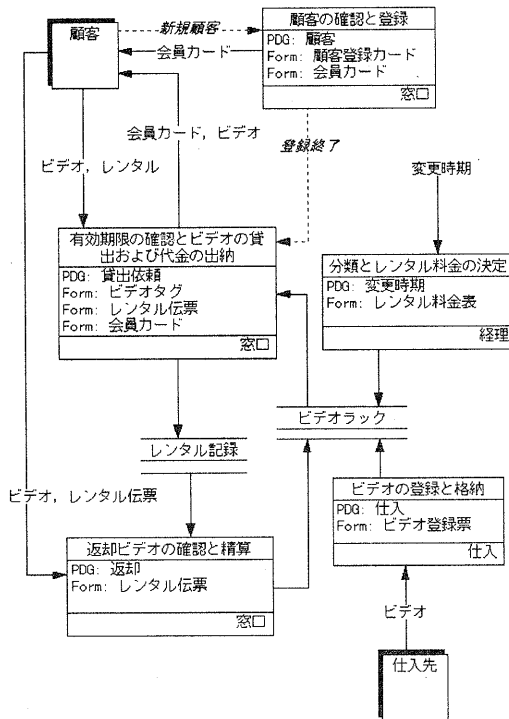 顧客
新規顧客
会員カード
顧客の確認と登録
PDG: 顧客
Form: 顧客登録カード
Form: 会員カード
窓口
会員カード, ビデオ
登録終了
ビデオ, レンタル
変更時期
有効期限の確認とビデオの貸
出および代金の出納
PDG: 貸出依頼
Form: ビデオタグ
Form: レンタル伝票
Form: 会員カード
窓口
分類とレンタル料金の決定
PDG: 変更時期
Form: レンタル料金表
経理
ビデオラック
レンタル記録
ビデオ, レンタル伝票
ビデオの登録と格納
PDG: 仕入
Form: ビデオ登録票
仕入
返却ビデオの確認と精算
PDG: 返却
Form: レンタル伝票
窓口
ビデオ
仕入先